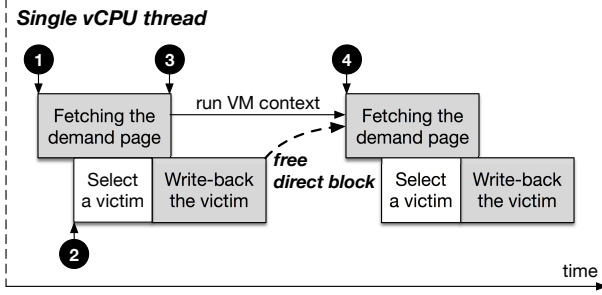 Single vCPU thread
1
3
4
Fetching the
demand page
run VM context
Fetching the
demand page
free
direct block
Select
a victim
Write-back
the victim
Select
a victim
Write-back
the victim
2
time